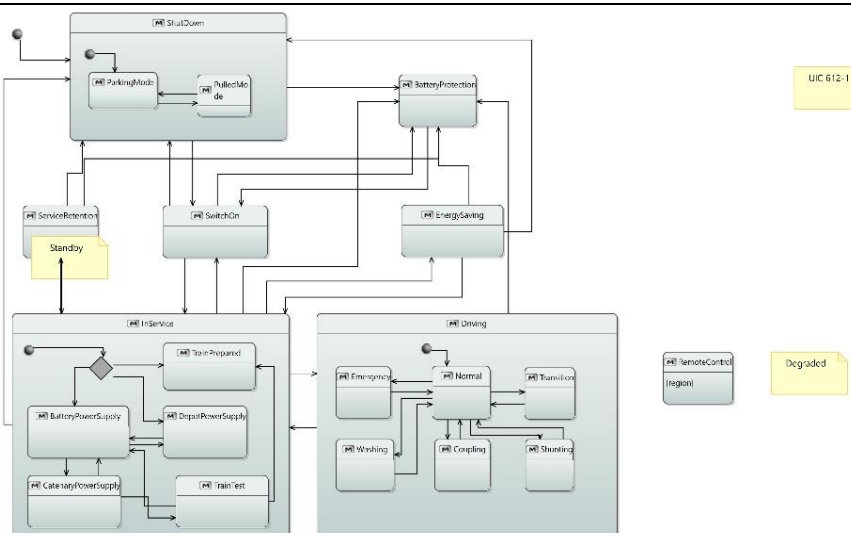 ShutDown
ParkingMode
PulledMo
de
BatteryProtection
UIC 612-1
ServiceRetention
SwitchOn
EnergySaving
Standby
InService
Driving
TrainPrepared
Emergency
Normal
Transition
RemoteControl
[region]
Degraded
BatteryPowerSupply
DepotPowerSupply
Washing
Coupling
Shunting
CatenaryPowerSupply
TrainTest